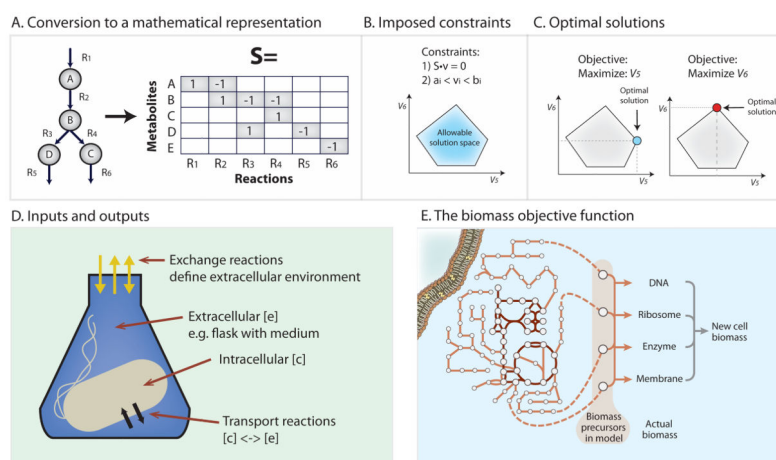 A. Conversion to a mathematical representation
R1
A
R2
B
R3 R4
D C
R5 R6
S=
Metabolites
A 1 -1
B 1 -1 -1
C 1
D 1 -1
E -1
R1 R2 R3 R4 R5 R6
Reactions
B. Imposed constraints
Constraints:
1) S•v = 0
2) ai < vi < bi
V6
Allowable
solution space
V5
C. Optimal solutions
Objective:
Maximize: V5
V6
Optimal
solution
V5
Objective:
Maximize V6
V6
Optimal
solution
V5
D. Inputs and outputs
Exchange reactions
define extracellular environment
Extracellular [e]
e.g. flask with medium
Intracellular [c]
Transport reactions
[c] <-> [e]
E. The biomass objective function
DNA
Ribosome
Enzyme
Membrane
New cell
biomass
Biomass
precursors
in model
Actual
biomass